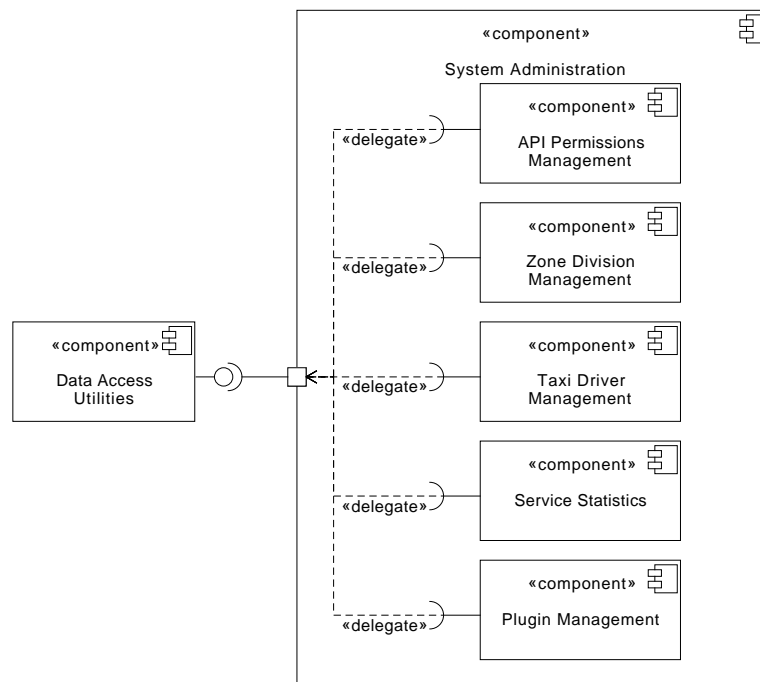 «component»
System Administration
«component»
API Permissions
Management
«delegate»
«component»
Zone Division
Management
«delegate»
«component»
Data Access
Utilities
«component»
Taxi Driver
Management
«delegate»
«component»
Service Statistics
«delegate»
«component»
Plugin Management
«delegate»